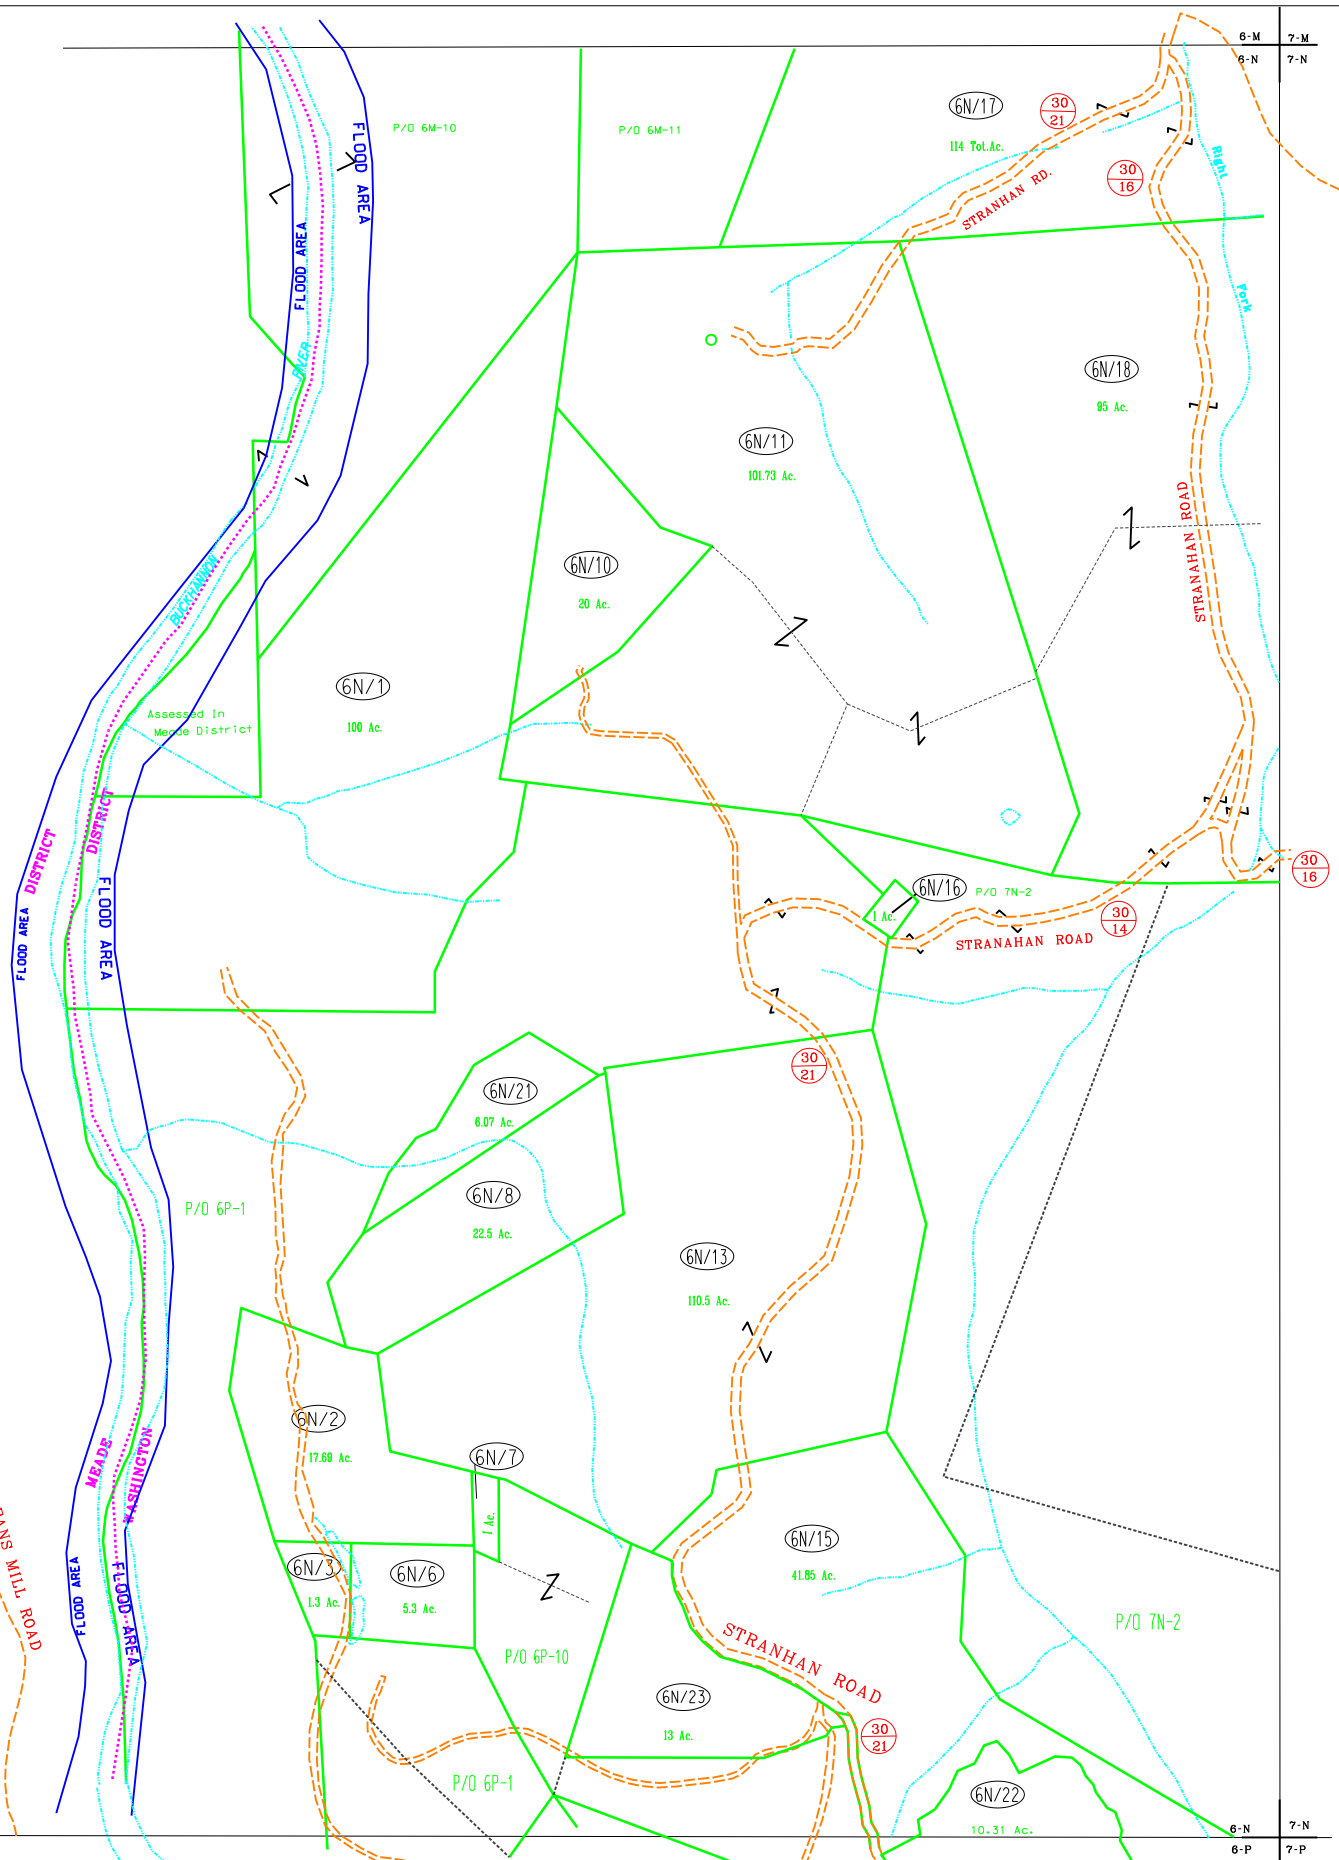 6-M 7-M
6-N 7-N
6N/17
114 Tot.Ac.
30
21
30
16
P/O 6M-10
P/O 6M-11
STRANHAN RD.
Right
Fork
FLOOD AREA
FLOOD AREA
RIVER
BUCKHANNON
6N/18
95 Ac.
6N/11
101.73 Ac.
STRANAHAN ROAD
6N/10
20 Ac.
6N/1
100 Ac.
Assessed In
Meade District
DISTRICT
DISTRICT
FLOOD AREA
FLOOD AREA
6N/16
1 Ac.
P/O 7N-2
30
16
30
14
STRANAHAN ROAD
30
21
6N/21
6.07 Ac.
6N/8
22.5 Ac.
P/O 6P-1
6N/13
110.5 Ac.
6N/2
17.69 Ac.
6N/7
1 Ac.
MEADE
WASHINGTON
6N/15
41.85 Ac.
6N/3
1.3 Ac.
6N/6
5.3 Ac.
FLOOD AREA
FLOOD AREA
MILL ROAD
P/O 7N-2
P/O 6P-10
STRANHAN ROAD
6N/23
13 Ac.
30
21
P/O 6P-1
6N/22
10.31 Ac.
6-N 7-N
6-P 7-P